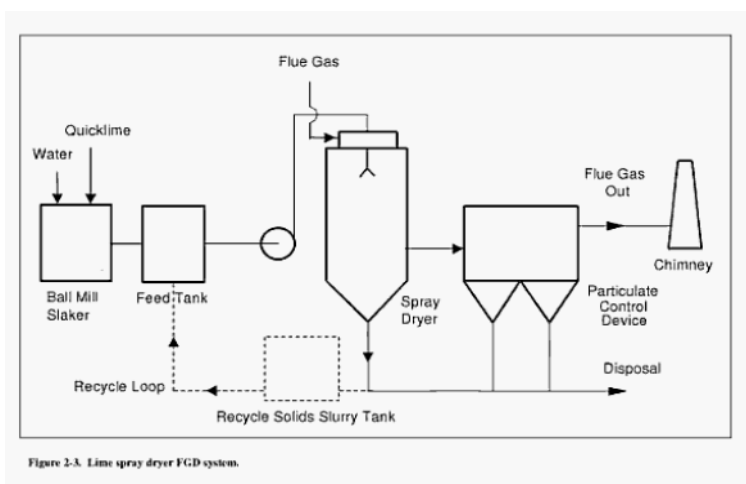 Flue Gas
Quicklime
Water
Flue Gas
Out
Chimney
Ball Mill
Slaker
Feed Tank
Spray
Dryer
Particulate
Control
Device
Disposal
Recycle Loop
Recycle Solids Slurry Tank
Figure 2-3. Lime spray dryer FGD system.